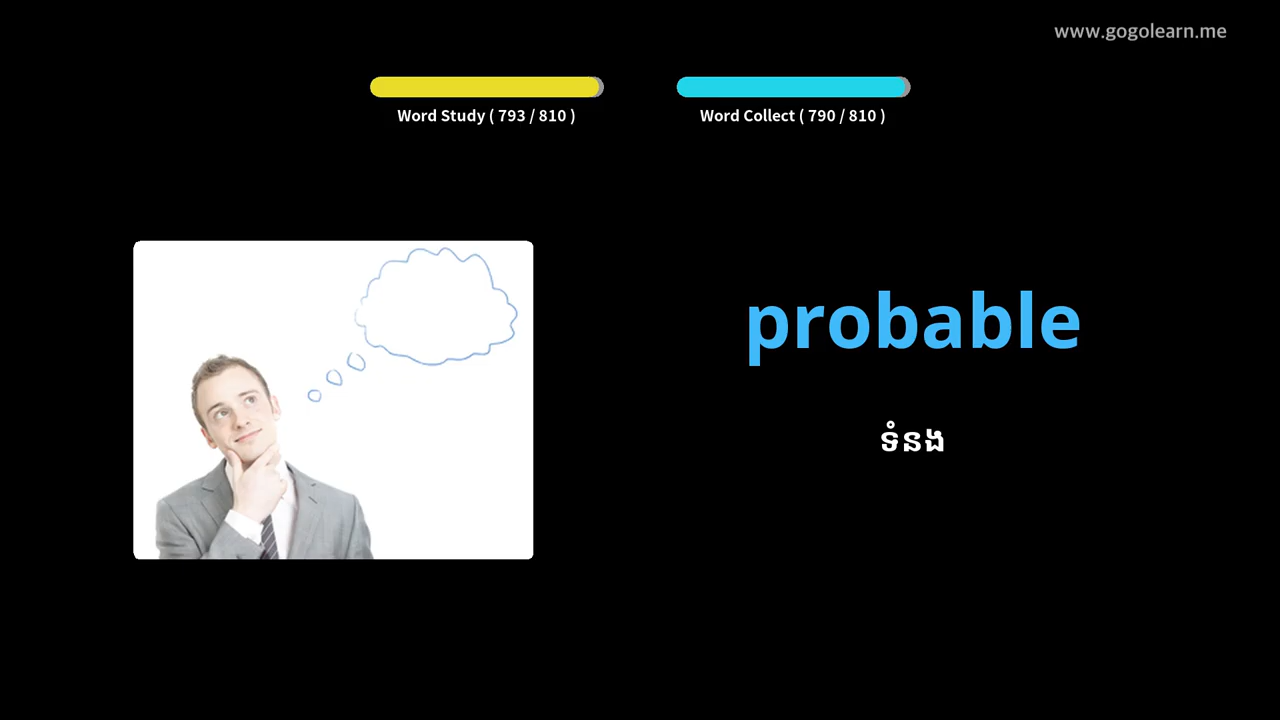 www.gogolearn.me
Word Study ( 793 / 810 )
Word Collect ( 790 / 810 )
probable
ទំនង